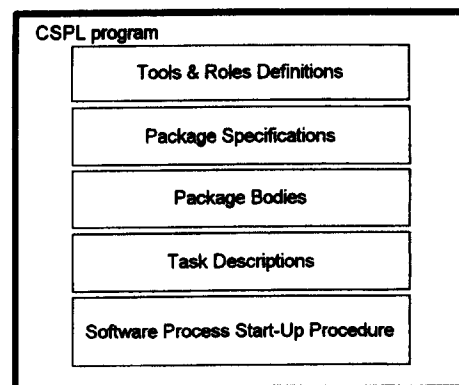 CSPL program
Tools & Roles Definitions
Package Specifications
Package Bodies
Task Descriptions
Software Process Start-Up Procedure